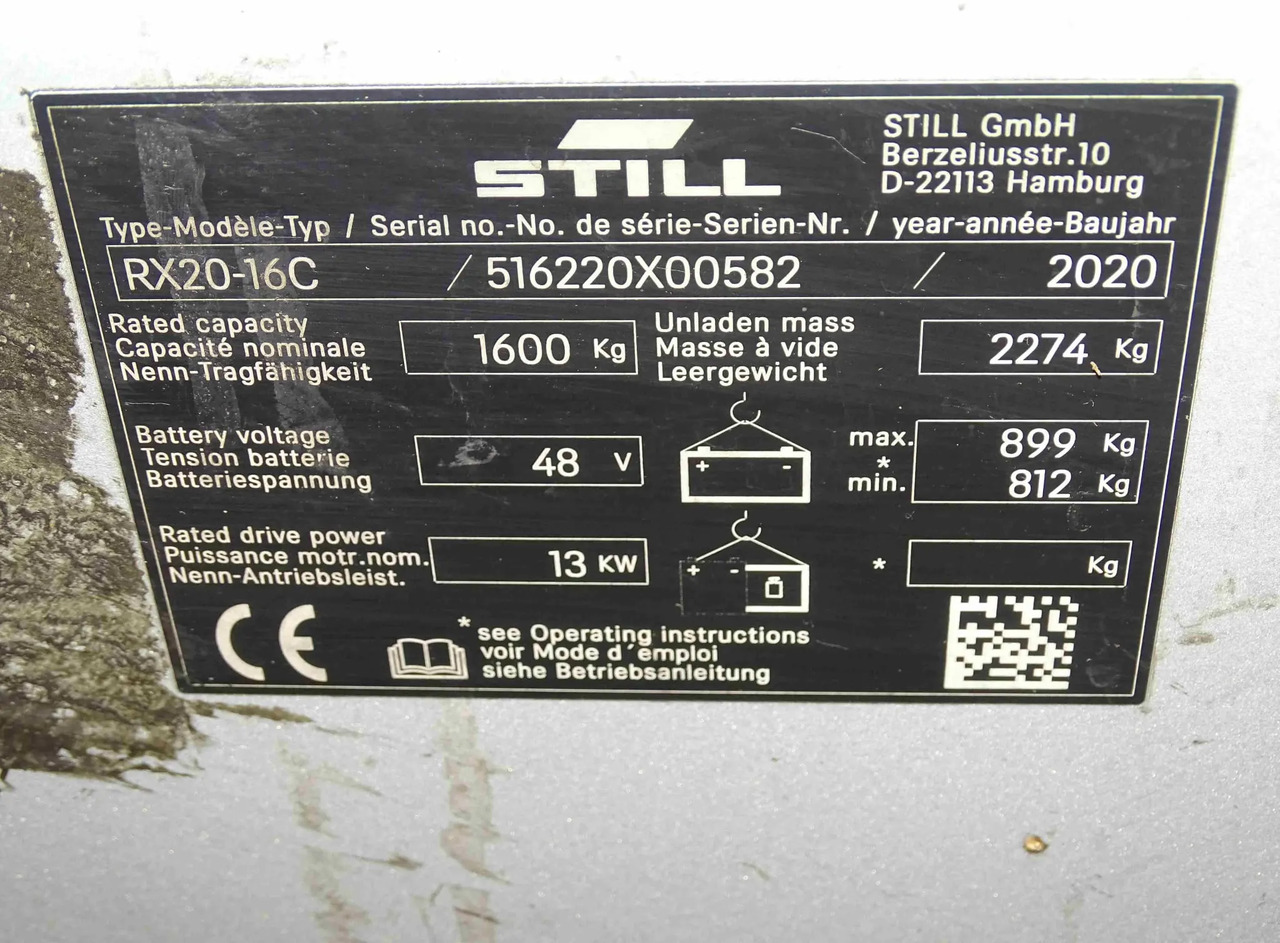 STILL
STILL GmbH
Berzeliusstr.10
D-22113 Hamburg
Type-Modèle-Typ / Serial no.-No. de série-Serien-Nr. / year-année-Baujahr
RX20-16C / 516220X00582 / 2020
Rated capacity
Capacité nominale
Nenn-Tragfähigkeit
1600 Kg
Unladen mass
Masse à vide
Leergewicht
2274 Kg
Battery voltage
Tension batterie
Batteriespannung
48 V
+ -
max. 899 Kg
*
min. 812 Kg
Rated drive power
Puissance motr.nom.
Nenn-Antriebsleist.
13 KW
+ -
* Kg
CE
* see Operating instructions
voir Mode d´emploi
siehe Betriebsanleitung